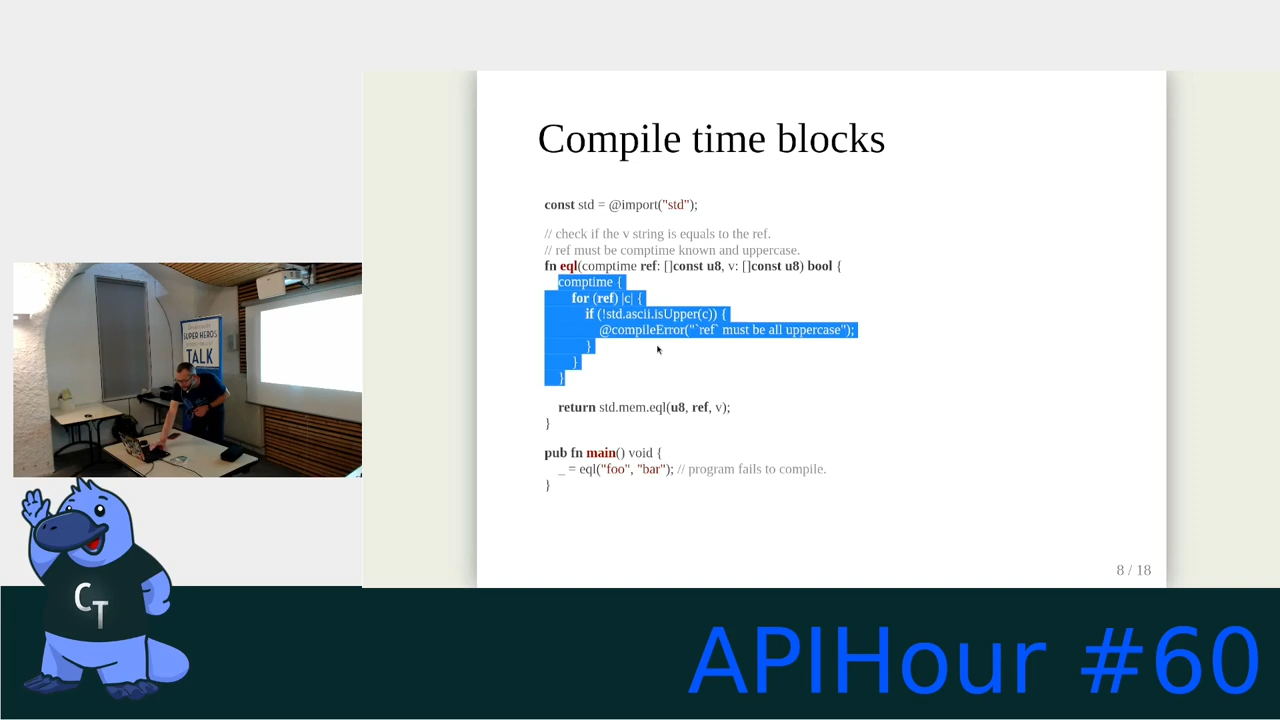 Compile time blocks
const std = @import("std");
// check if the v string is equals to the ref.
// ref must be comptime known and uppercase.
fn eql(comptime ref: []const u8, v: []const u8) bool {
comptime {
for (ref) |c| {
if (!std.ascii.isUpper(c)) {
@compileError("`ref` must be all uppercase");
}
}
}
return std.mem.eql(u8, ref, v);
}
pub fn main() void {
_ = eql("foo", "bar"); // program fails to compile.
}
8 / 18
SUPER HEROS
TALK
CT
APIHour #60